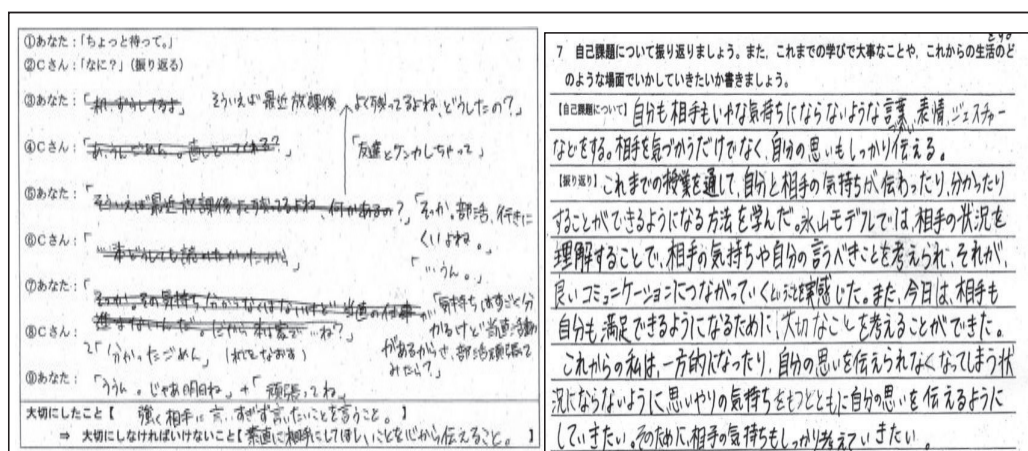 ①あなた:「ちょっと待って。」
②Cさん:「なに?」(振り返る)
③あなた:「 そういえば最近放課後よく残ってるよね、どうしたの?」
④Cさん:「 「友達とケンカしちゃって」
⑤あなた:「そういえば最近放課後よく残ってるよね、何かあるの?」 「そっか。部活、行きにくいよね。」
⑥Cさん:「 「…うん。」
⑦あなた:「 「気持ちはすごく分かるけど当直活動があるからさ、部活頑張ってみたら?」
⑧Cさん:
「分かったごめん」
⑨あなた:「ううん。じゃあ明日ね」+「頑張ってね。」
大切にしたこと【 強く相手に言いすぎず言いたいことを言うこと。 】
⇒ 大切にしなければいけないこと【素直に相手にしてほしいことを心から伝えること。】
7 自己課題について振り返りましょう。また、これまでの学びで大事なことや、これからの生活のど
のような場面でいかしていきたいか書きましょう。
【自己課題について】自分も相手もいやな気持ちにならないような言葉、表情、ジェスチャー
などをする。相手を気づかうだけでなく、自分の思いもしっかり伝える。
【振り返り】これまでの授業を通して、自分と相手の気持ちが伝わったり、分かったり
することができるようになる方法を学んだ。氷山モデルでは、相手の状況を
理解することで、相手の気持ちや自分の言うべきことを考えられ、それが、
良いコミュニケーションにつながっていくということを実感じた。また、今日は、相手も
自分も満足できるようになるために、大切なことを考えることができた。
これからの私は、一方的になったり、自分の思いを伝えられなくなってしまう状
況にならないように思いやりの気持ちをもつとともに自分の思いを伝えるように
していきたい。そのために、相手の気持ちもしっかり考えていきたい。